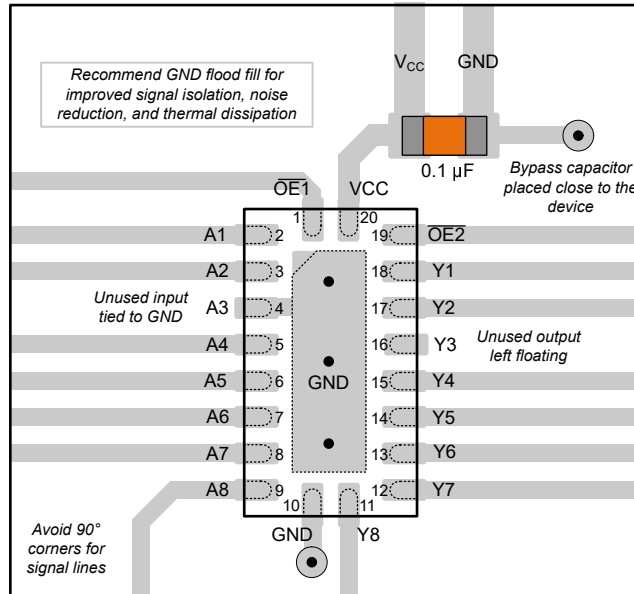 Recommend GND flood fill for
improved signal isolation, noise
reduction, and thermal dissipation
VCC GND
0.1 µF
Bypass capacitor
placed close to the
device
OE1 VCC
1 20
A1 2 19 OE2
A2 3 18 Y1
Unused input
tied to GND
A3 4 17 Y2
A4 5 16 Y3
Unused output
left floating
A5 6 GND 15 Y4
A6 7 14 Y5
A7 8 13 Y6
A8 9 12 Y7
10 11
GND Y8
Avoid 90°
corners for
signal lines